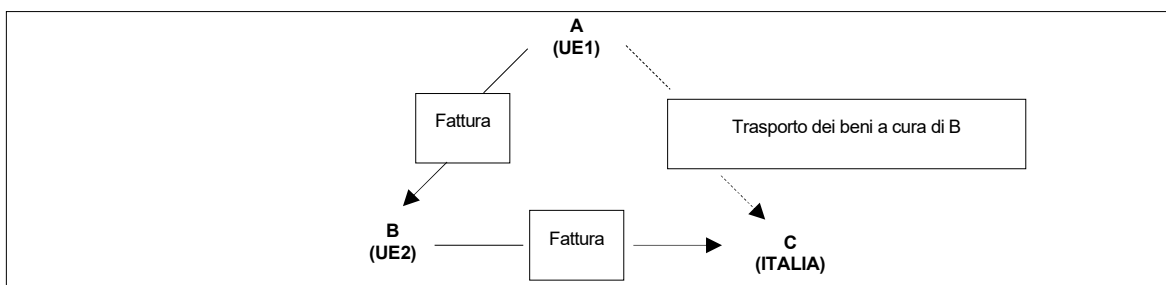 A
(UE1)
Fattura
Trasporto dei beni a cura di B
B
(UE2)
Fattura
C
(ITALIA)